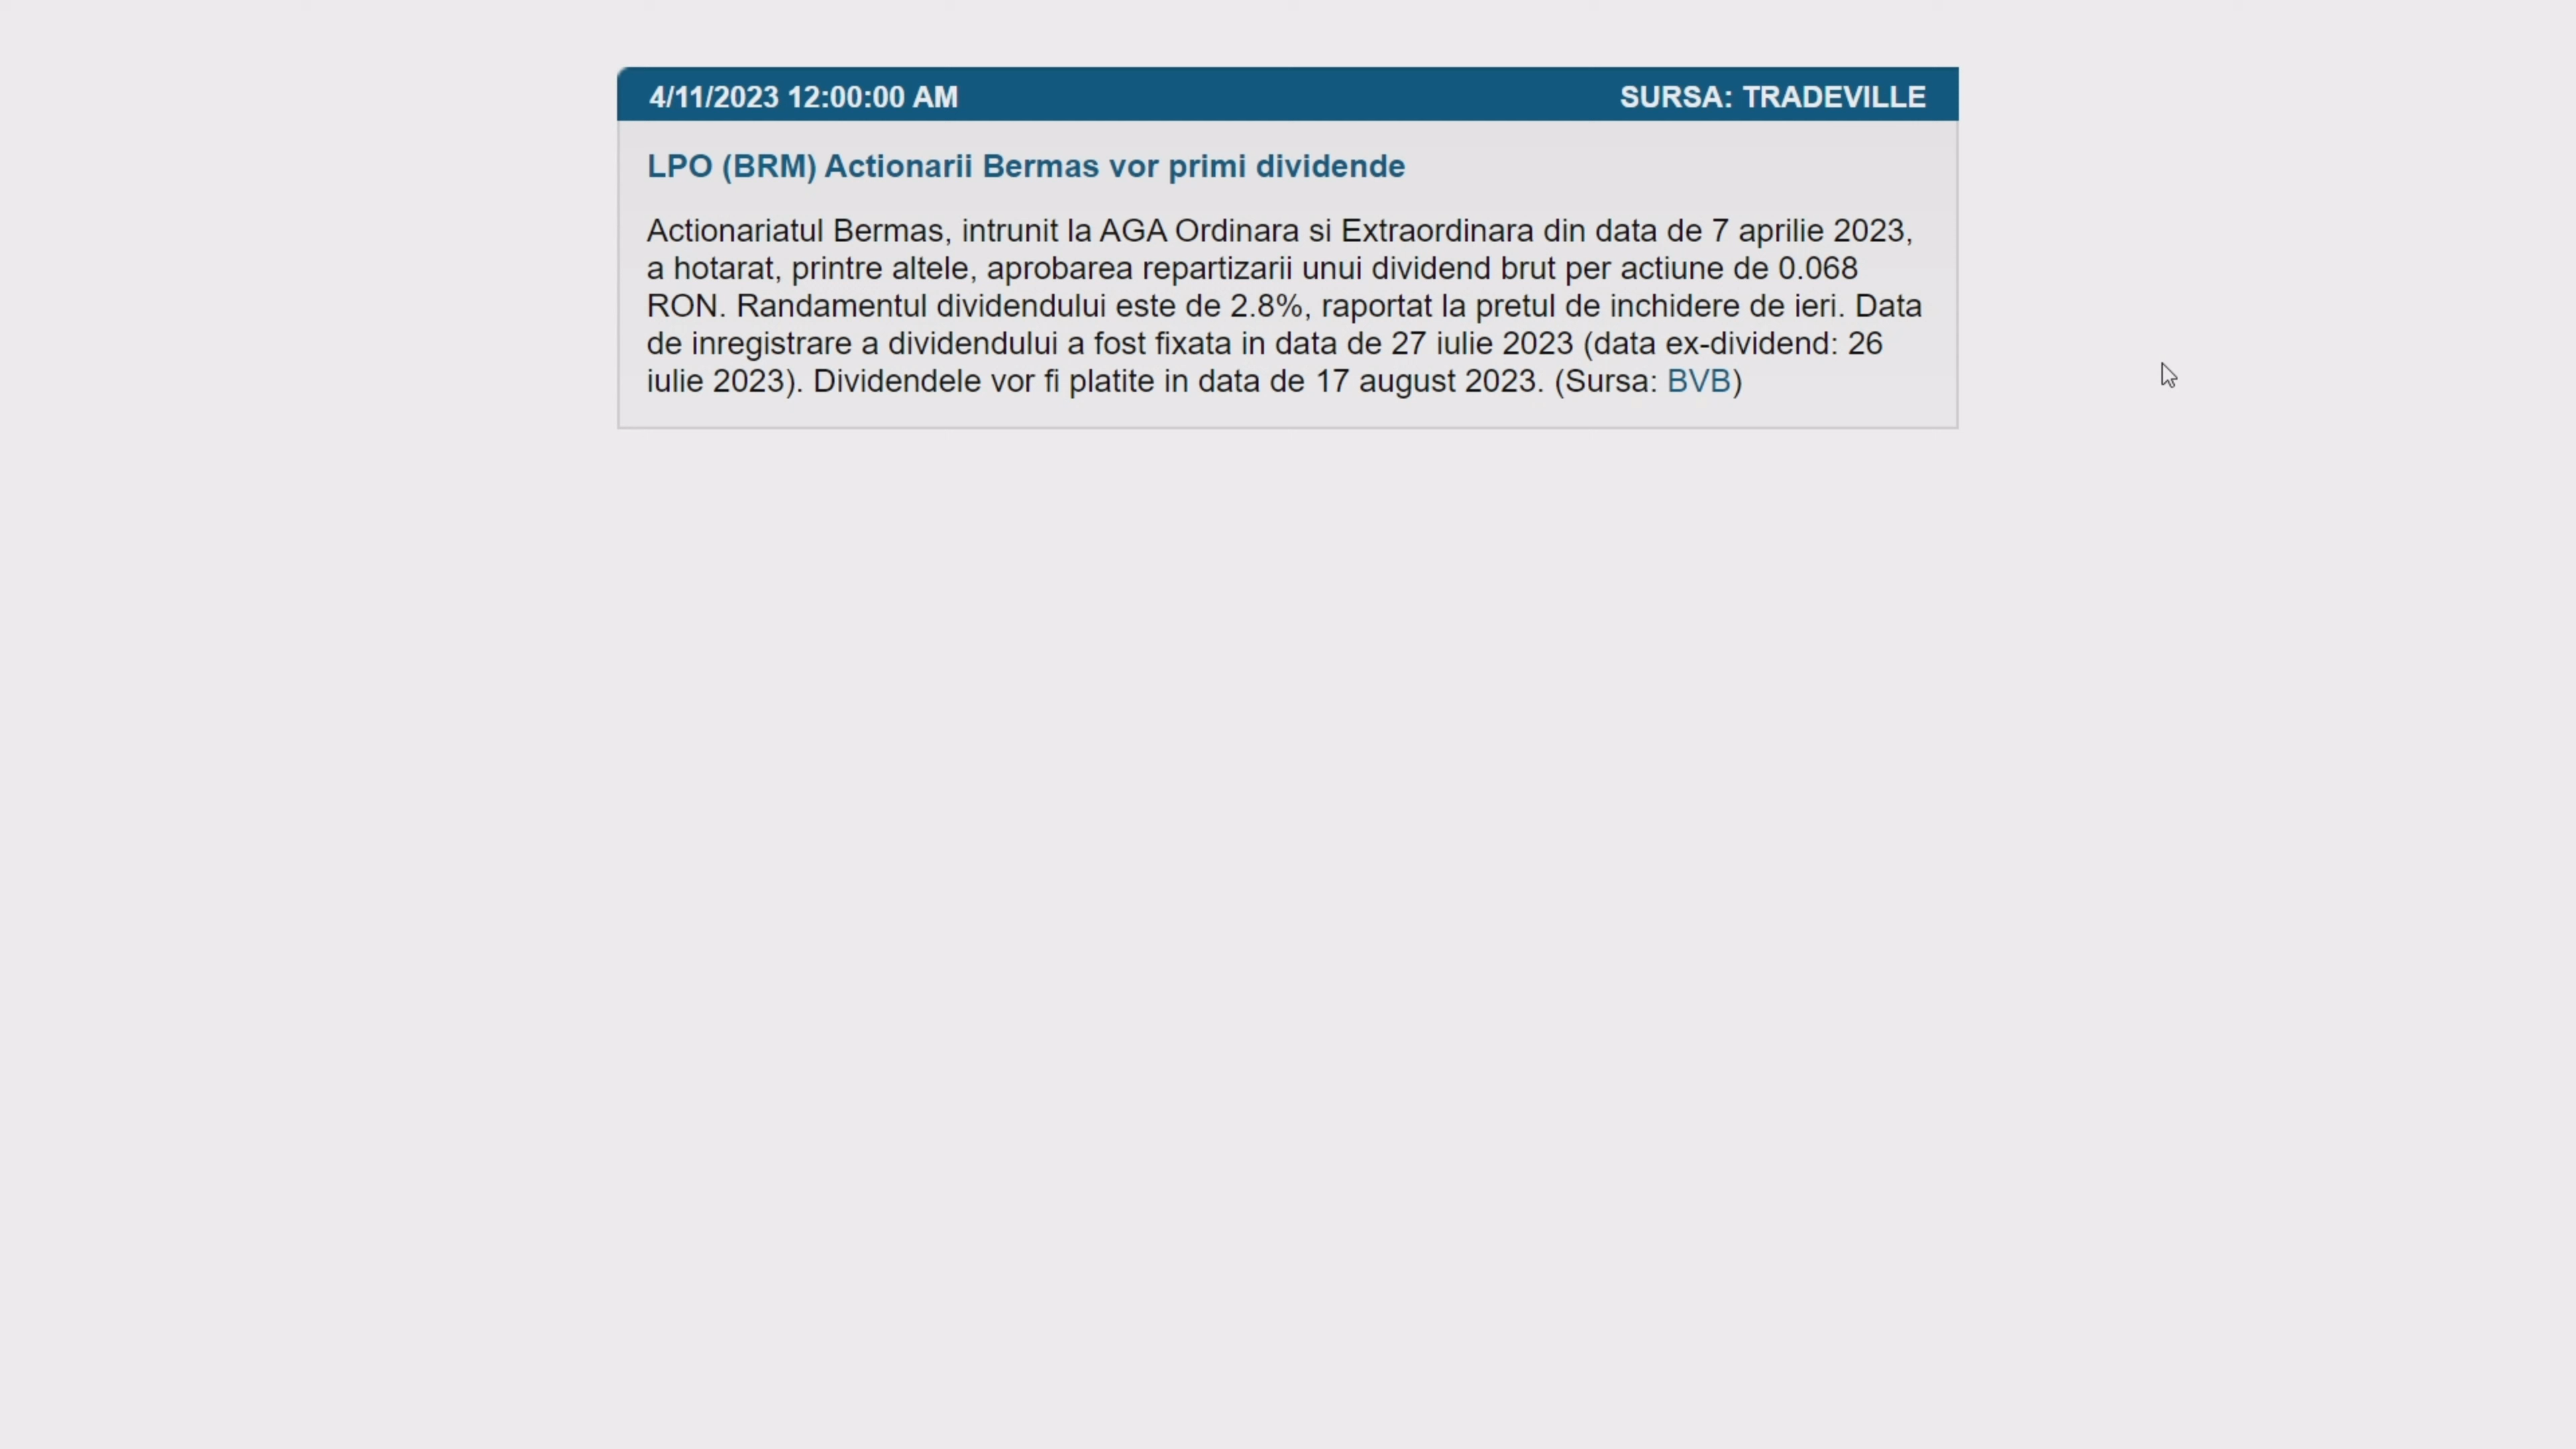 4/11/2023 12:00:00 AM SURSA: TRADEVILLE
LPO (BRM) Actionarii Bermas vor primi dividende
Actionariatul Bermas, intrunit la AGA Ordinara si Extraordinara din data de 7 aprilie 2023,
a hotarat, printre altele, aprobarea repartizarii unui dividend brut per actiune de 0.068
RON. Randamentul dividendului este de 2.8%, raportat la pretul de inchidere de ieri. Data
de inregistrare a dividendului a fost fixata in data de 27 iulie 2023 (data ex-dividend: 26
iulie 2023). Dividendele vor fi platite in data de 17 august 2023. (Sursa: BVB)